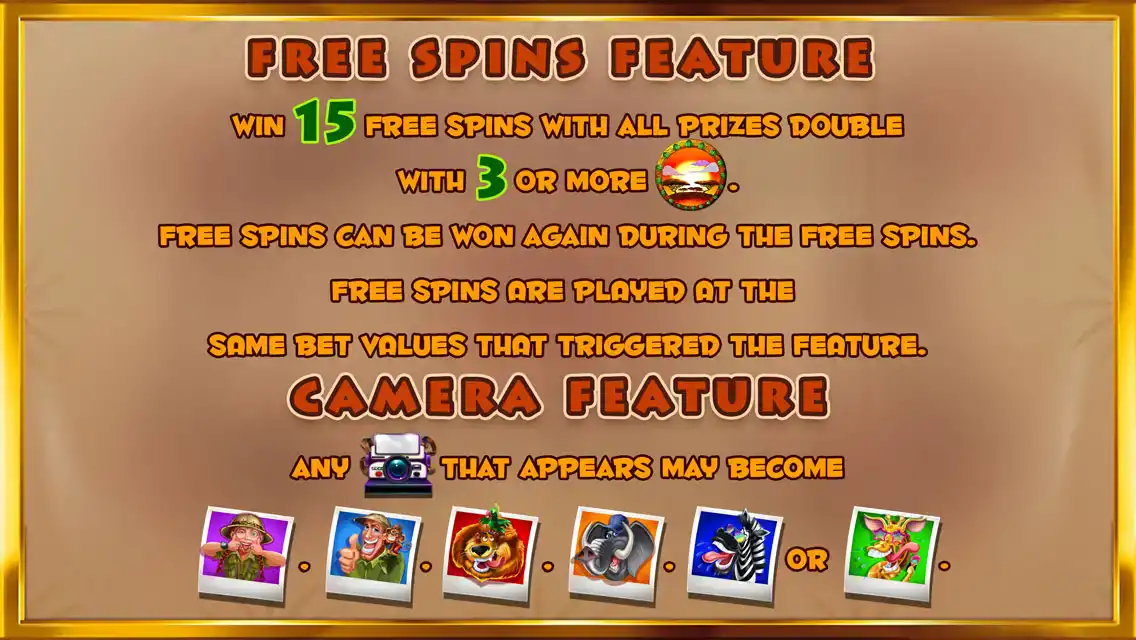 FREE SPINS FEATURE
WIN 15 FREE SPINS WITH ALL PRIZES DOUBLE
WITH 3 OR MORE .
FREE SPINS CAN BE WON AGAIN DURING THE FREE SPINS.
FREE SPINS ARE PLAYED AT THE
SAME BET VALUES THAT TRIGGERED THE FEATURE.
CAMERA FEATURE
ANY THAT APPEARS MAY BECOME
. . . . OR .